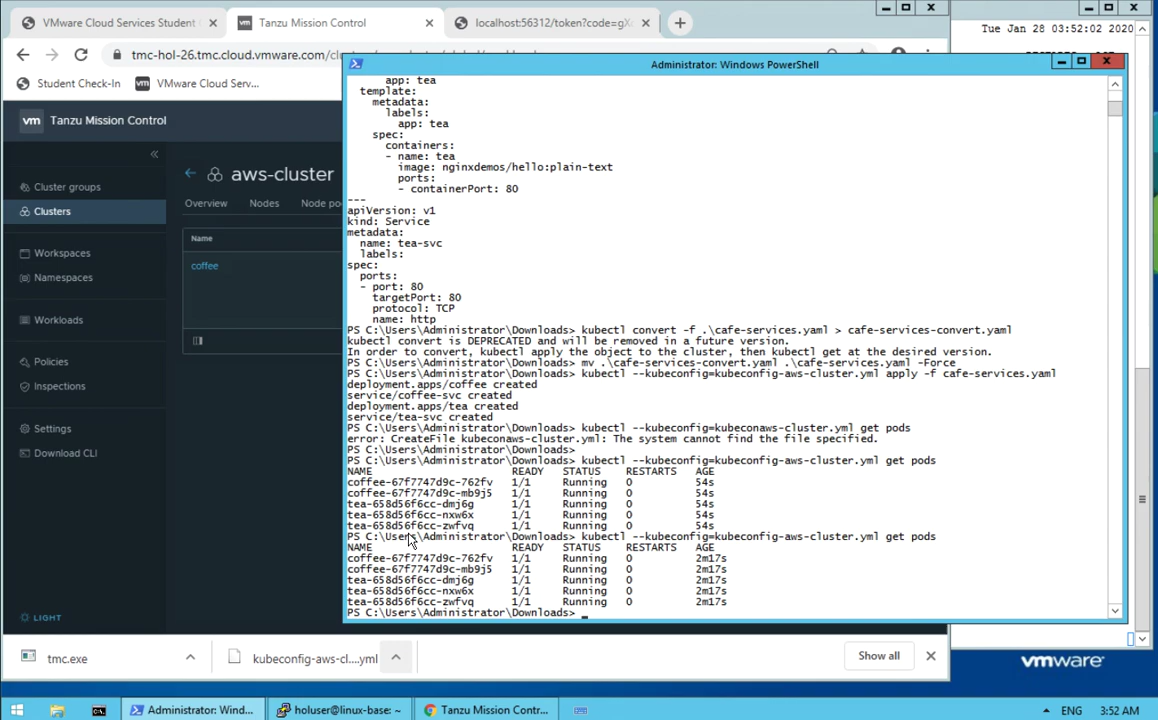 VMware Cloud Services Student
Tanzu Mission Control
localhost:56312/token?code=gX
tmc-hol-26.tmc.cloud.vmware.com/
Student Check-In
VMware Cloud Serv...
Tue Jan 28 03:52:02 2020
Administrator: Windows PowerShell
vm Tanzu Mission Control
Cluster groups
Clusters
Workspaces
Namespaces
Workloads
Policies
Inspections
Settings
Download CLI
LIGHT
aws-cluster
Overview Nodes Node po
Name
coffee
app: tea
template:
metadata:
labels:
app: tea
spec:
containers:
- name: tea
image: nginxdemos/hello:plain-text
ports:
- containerPort: 80
---
apiVersion: v1
kind: Service
metadata:
name: tea-svc
labels:
spec:
ports:
- port: 80
targetPort: 80
protocol: TCP
name: http
PS C:\Users\Administrator\Downloads> kubectl convert -f .\cafe-services.yaml > cafe-services-convert.yaml
kubectl convert is DEPRECATED and will be removed in a future version.
In order to convert, kubectl apply the object to the cluster, then kubectl get at the desired version.
PS C:\Users\Administrator\Downloads> mv .\cafe-services-convert.yaml .\cafe-services.yaml -Force
PS C:\Users\Administrator\Downloads> kubectl --kubeconfig=kubeconfig-aws-cluster.yml apply -f cafe-services.yaml
deployment.apps/coffee created
service/coffee-svc created
deployment.apps/tea created
service/tea-svc created
PS C:\Users\Administrator\Downloads> kubectl --kubeconfig=kubeconaws-cluster.yml get pods
error: CreateFile kubeconaws-cluster.yml: The system cannot find the file specified.
PS C:\Users\Administrator\Downloads>
PS C:\Users\Administrator\Downloads> kubectl --kubeconfig=kubeconfig-aws-cluster.yml get pods
NAME READY STATUS RESTARTS AGE
coffee-67f7747d9c-762fv 1/1 Running 0 54s
coffee-67f7747d9c-mb9j5 1/1 Running 0 54s
tea-658d56f6cc-dmj6g 1/1 Running 0 54s
tea-658d56f6cc-nxw6x 1/1 Running 0 54s
tea-658d56f6cc-zwfvq 1/1 Running 0 54s
PS C:\Users\Administrator\Downloads> kubectl --kubeconfig=kubeconfig-aws-cluster.yml get pods
NAME READY STATUS RESTARTS AGE
coffee-67f7747d9c-762fv 1/1 Running 0 2m17s
coffee-67f7747d9c-mb9j5 1/1 Running 0 2m17s
tea-658d56f6cc-dmj6g 1/1 Running 0 2m17s
tea-658d56f6cc-nxw6x 1/1 Running 0 2m17s
tea-658d56f6cc-zwfvq 1/1 Running 0 2m17s
PS C:\Users\Administrator\Downloads> _
tmc.exe
kubeconfig-aws-cl....yml
Show all
vmware
Administrator: Wind...
holuser@linux-base: ~
Tanzu Mission Contr...
ENG 3:52 AM